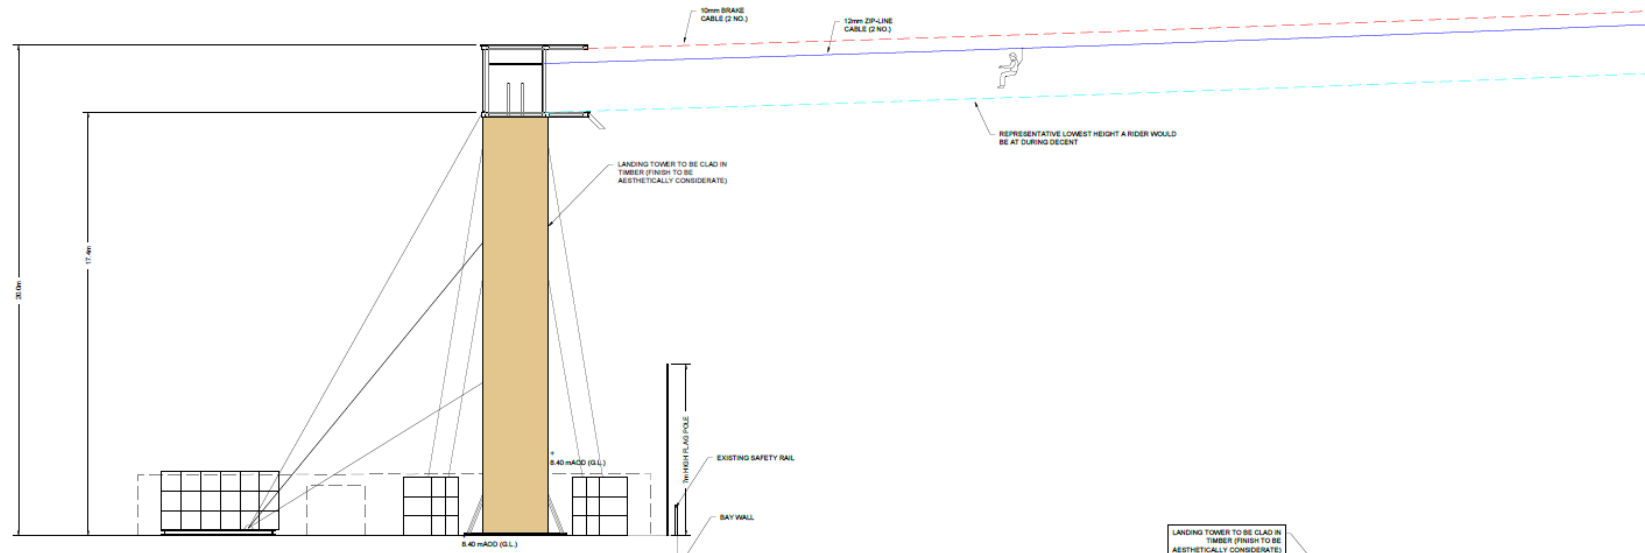 10mm BRAKE
CABLE (2 NO.)
12mm ZIP-LINE
CABLE (2 NO.)
REPRESENTATIVE LOWEST HEIGHT A RIDER WOULD
BE AT DURING DECENT
LANDING TOWER TO BE CLAD IN
TIMBER (FINISH TO BE
AESTHETICALLY CONSIDERATE)
20.0m
17.4m
7m HIGH FLAG POLE
EXISTING SAFETY RAIL
8.40 mAOD (G.L.)
BAY WALL
8.40 mAOD (G.L.)
LANDING TOWER TO BE CLAD IN
TIMBER (FINISH TO BE
AESTHETICALLY CONSIDERATE)